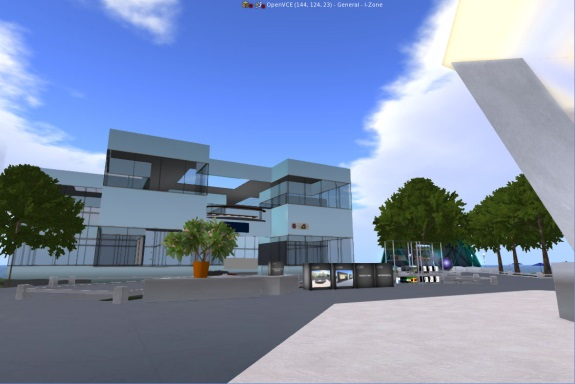 OpenVCE (144, 124, 23) - General - I-Zone